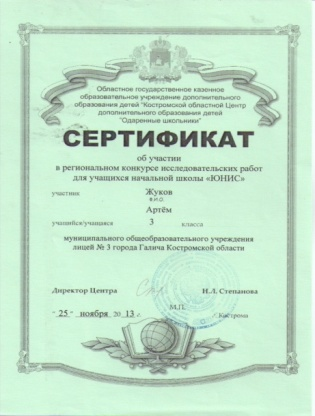 Областное государственное казенное
образовательное учреждение дополнительного
образования детей "Костромской областной Центр
дополнительного образования детей
"Одаренные школьники"
СЕРТИФИКАТ
об участии
в региональном конкурсе исследовательских работ
для учащихся начальной школы «ЮНИС»
участник Жуков
Ф.И.О.
Артём
учащийся/учащаяся 3 класса
муниципального общеобразовательного учреждения
лицей № 3 города Галича Костромской области
Директор Центра И.Л. Степанова
М.П.
"25" ноября 2013 г. г. Кострома